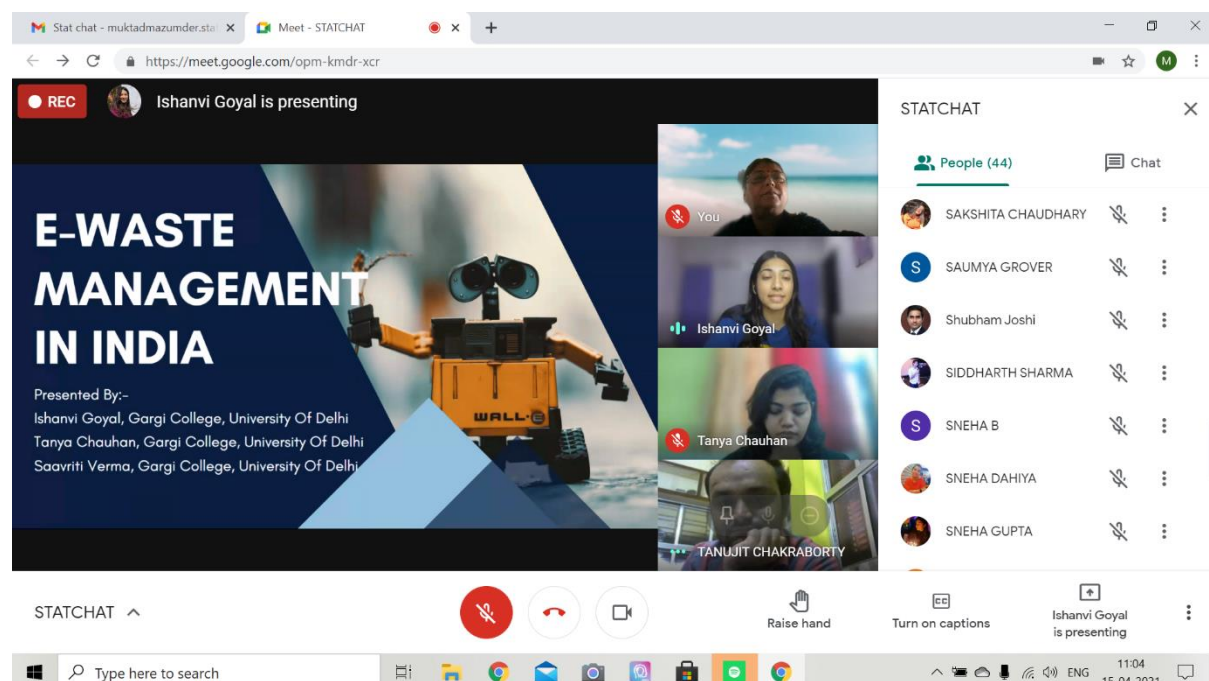 Stat chat - muktadmazumder.sta
Meet - STATCHAT
https://meet.google.com/opm-kmdr-xcr
M
REC
Ishanvi Goyal is presenting
E-WASTE
MANAGEMENT
IN INDIA
Presented By:-
Ishanvi Goyal, Gargi College, University Of Delhi
Tanya Chauhan, Gargi College, University Of Delhi
Saavriti Verma, Gargi College, University Of Delhi
WALL·E
You
Ishanvi Goyal
Tanya Chauhan
TANUJIT CHAKRABORTY
STATCHAT
People (44)
Chat
SAKSHITA CHAUDHARY
S
SAUMYA GROVER
Shubham Joshi
SIDDHARTH SHARMA
S
SNEHA B
SNEHA DAHIYA
SNEHA GUPTA
STATCHAT
Raise hand
CC
Turn on captions
Ishanvi Goyal
is presenting
Type here to search
ENG
11:04
15-04-2021